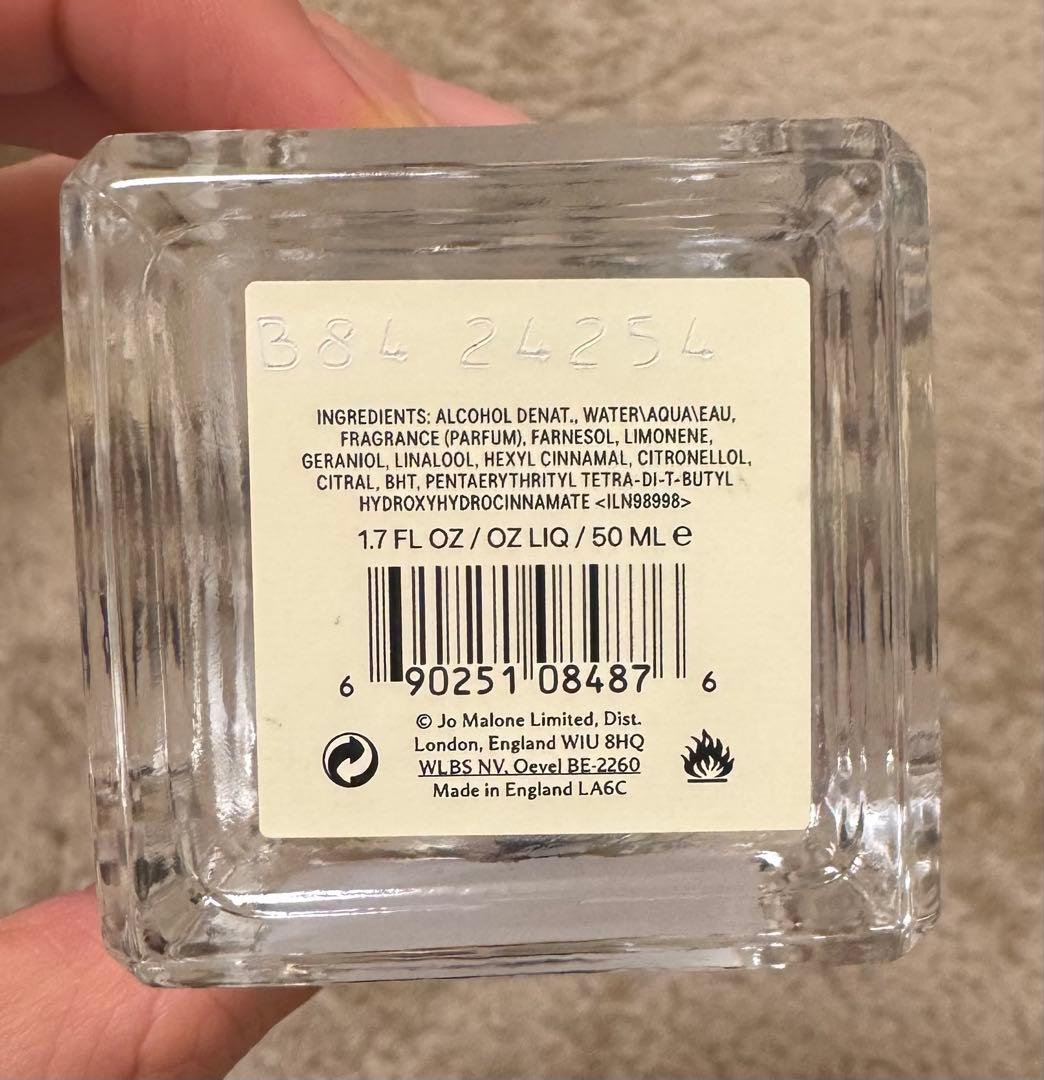 B84 24254
INGREDIENTS: ALCOHOL DENAT., WATER\AQUA\EAU,
FRAGRANCE (PARFUM), FARNESOL, LIMONENE,
GERANIOL, LINALOOL, HEXYL CINNAMAL, CITRONELLOL,
CITRAL, BHT, PENTAERYTHRITYL TETRA-DI-T-BUTYL
HYDROXYHYDROCINNAMATE <ILN98998>
1.7 FL OZ / OZ LIQ / 50 ML e
6 90251 08487 6
© Jo Malone Limited, Dist.
London, England W1U 8HQ
WLBS NV, Oevel BE-2260
Made in England LA6C